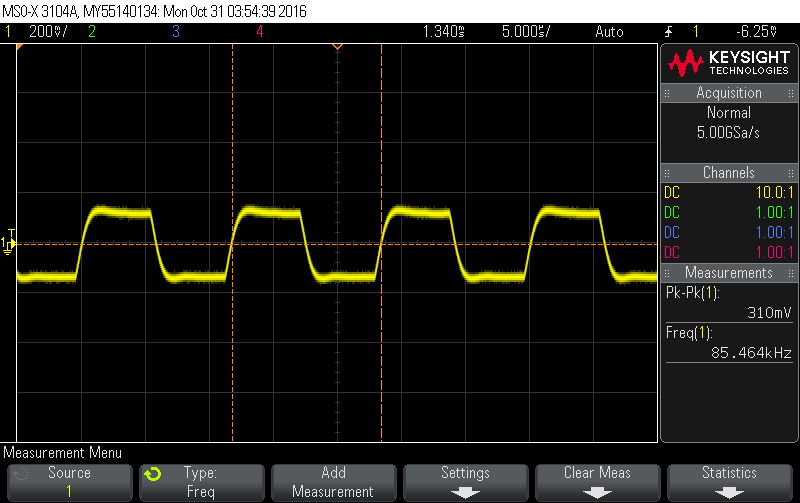 MSO-X 3104A, MY55140134: Mon Oct 31 03:54:39 2016
1 200mV/ 2 3 4 1.340s 5.000s/ Auto 1 -6.25V
KEYSIGHT
TECHNOLOGIES
Acquisition
Normal
5.00GSa/s
Channels
DC 10.0:1
DC 1.00:1
DC 1.00:1
DC 1.00:1
Measurements
Pk-Pk(1):
310mV
Freq(1):
85.464kHz
T
1
Measurement Menu
Source
1
Type:
Freq
Add
Measurement
Settings
Clear Meas
Statistics